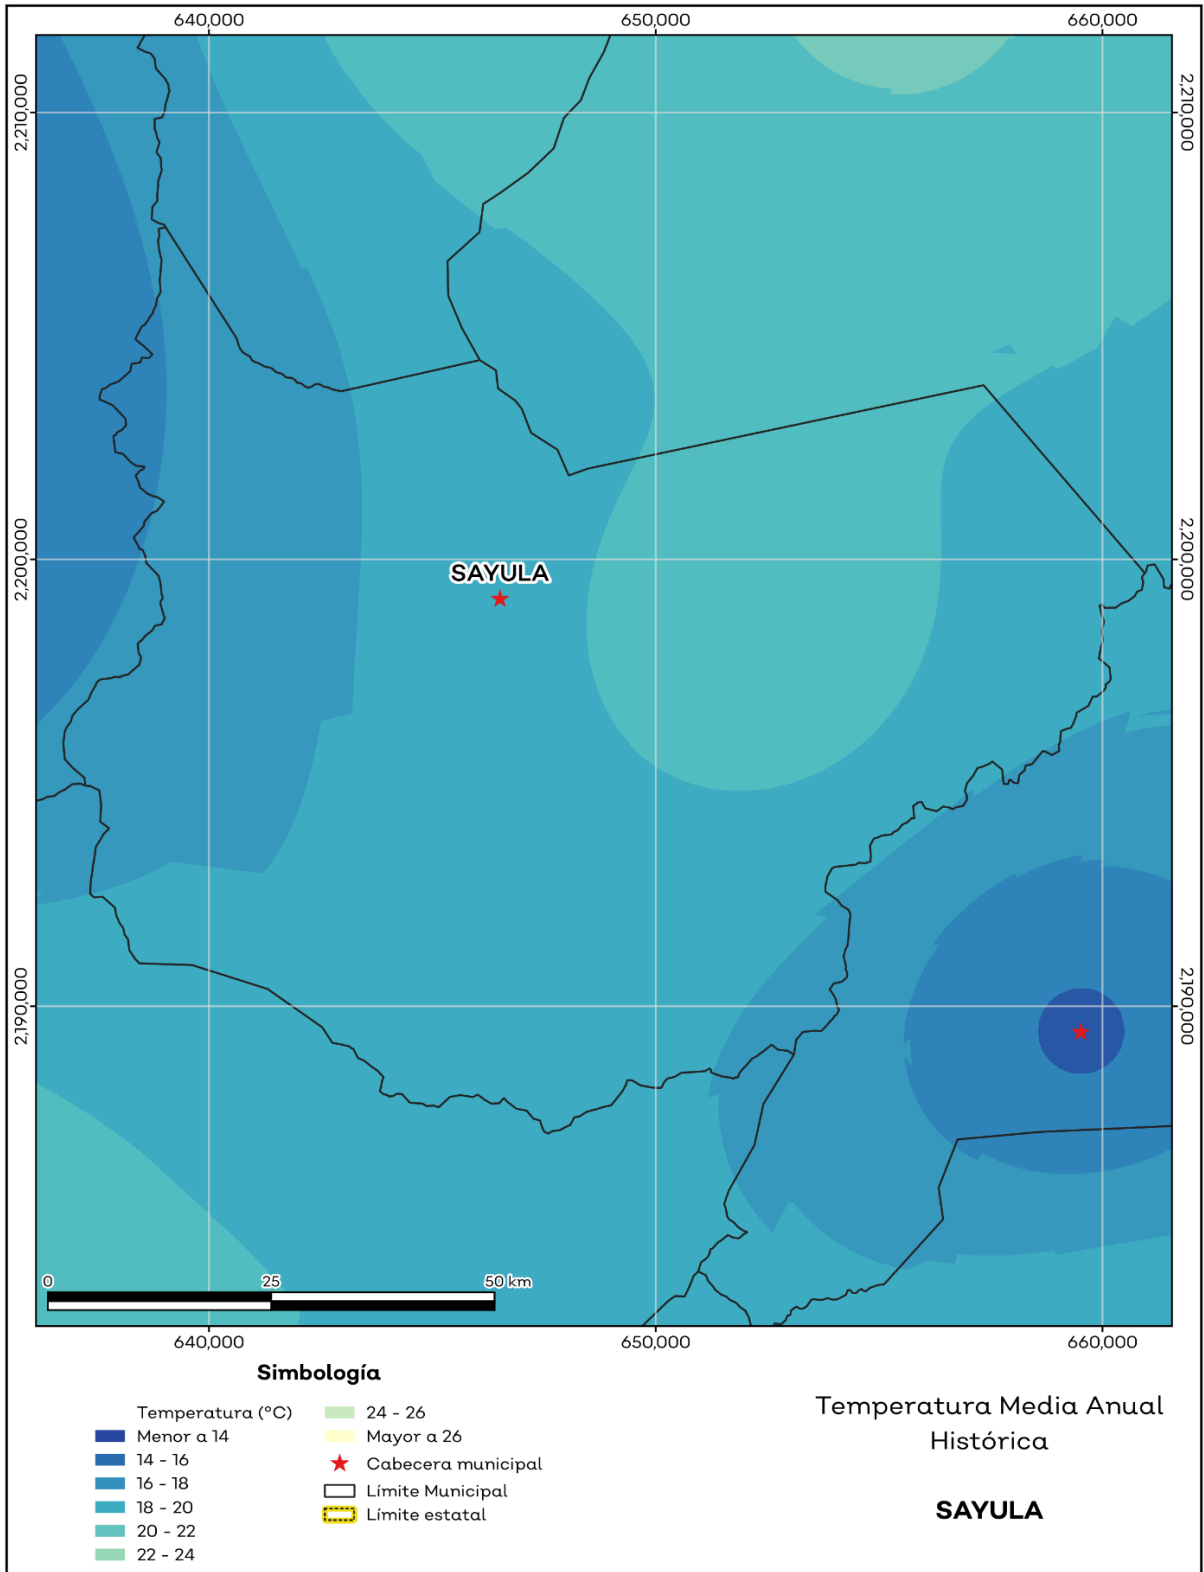 640,000
650,000
660,000
2,210,000
2,210,000
2,200,000
2,200,000
SAYULA
2,190,000
2,190,000
0
25
50 km
640,000
650,000
660,000
Simbología
Temperatura (°C)
Menor a 14
14 - 16
16 - 18
18 - 20
20 - 22
22 - 24
24 - 26
Mayor a 26
Cabecera municipal
Límite Municipal
Límite estatal
Temperatura Media Anual
Histórica
SAYULA